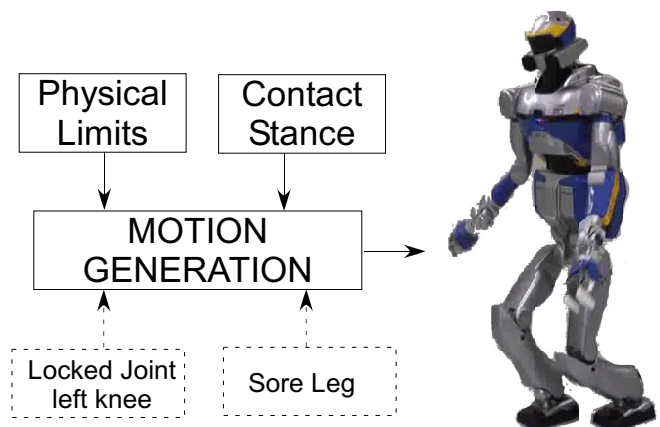 Physical
Limits
Contact
Stance
MOTION
GENERATION
Locked Joint
left knee
Sore Leg